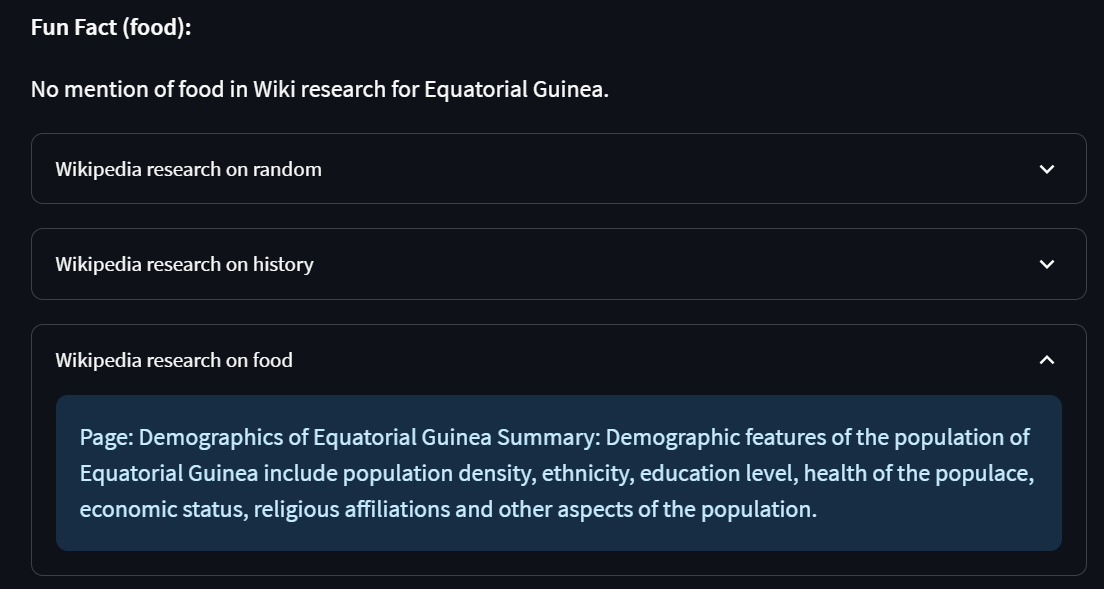 Fun Fact (food):
No mention of food in Wiki research for Equatorial Guinea.
Wikipedia research on random
Wikipedia research on history
Wikipedia research on food
Page: Demographics of Equatorial Guinea Summary: Demographic features of the population of
Equatorial Guinea include population density, ethnicity, education level, health of the populace,
economic status, religious affiliations and other aspects of the population.